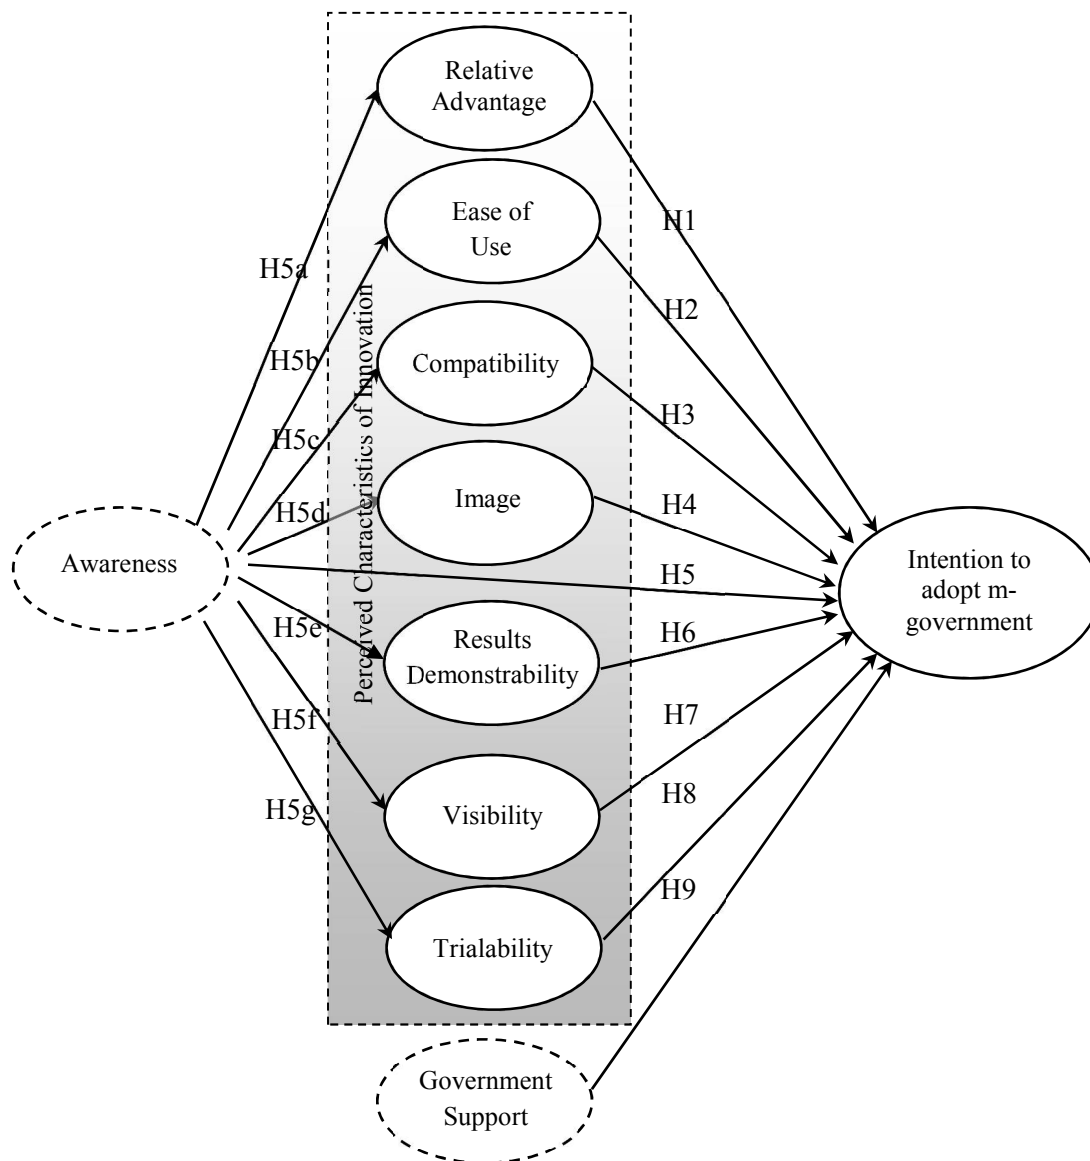 Relative
Advantage
Ease of
Use
H1
H5a
H2
Perceived Characteristics of Innovation
H5b
Compatibility
H3
H5c
Image
H4
H5d
Awareness
Intention to
adopt m-
government
H5
H5e
Results
Demonstrability
H6
H5f
H7
H5g
Visibility
H8
H9
Trialability
Government
Support